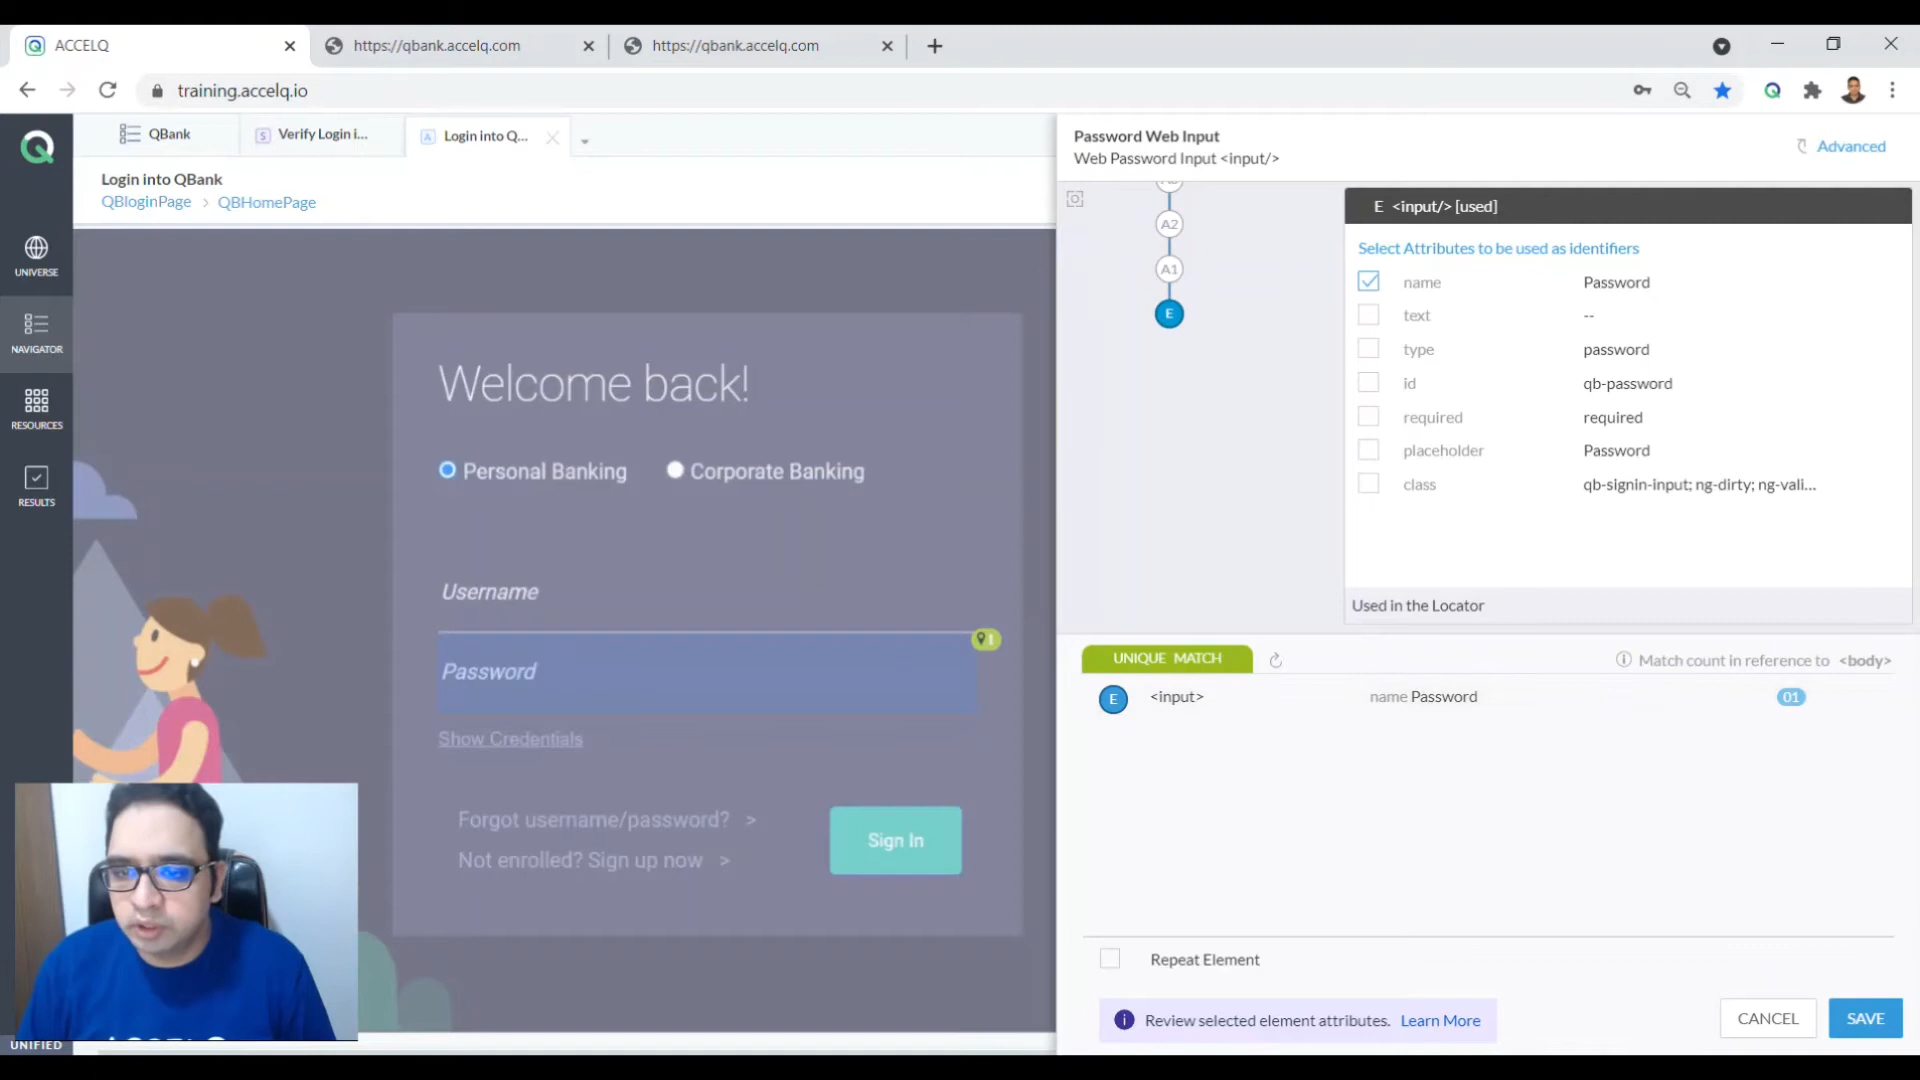 ACCELQ
https://qbank.accelq.com
https://qbank.accelq.com
training.accelq.io
QBank
S Verify Login i...
A Login into Q...
Login into QBank
QBloginPage > QBHomePage
UNIVERSE
NAVIGATOR
RESOURCES
RESULTS
UNIFIED
Welcome back!
Personal Banking
Corporate Banking
Username
Password
1
Show Credentials
Forgot username/password? >
Not enrolled? Sign up now >
Sign In
Password Web Input
Web Password Input <input/>
Advanced
A2
A1
E
E <input/> [used]
Select Attributes to be used as identifiers
name Password
text --
type password
id qb-password
required required
placeholder Password
class qb-signin-input; ng-dirty; ng-vali...
Used in the Locator
UNIQUE MATCH
Match count in reference to <body>
E <input> name Password 01
Repeat Element
Review selected element attributes. Learn More
CANCEL
SAVE